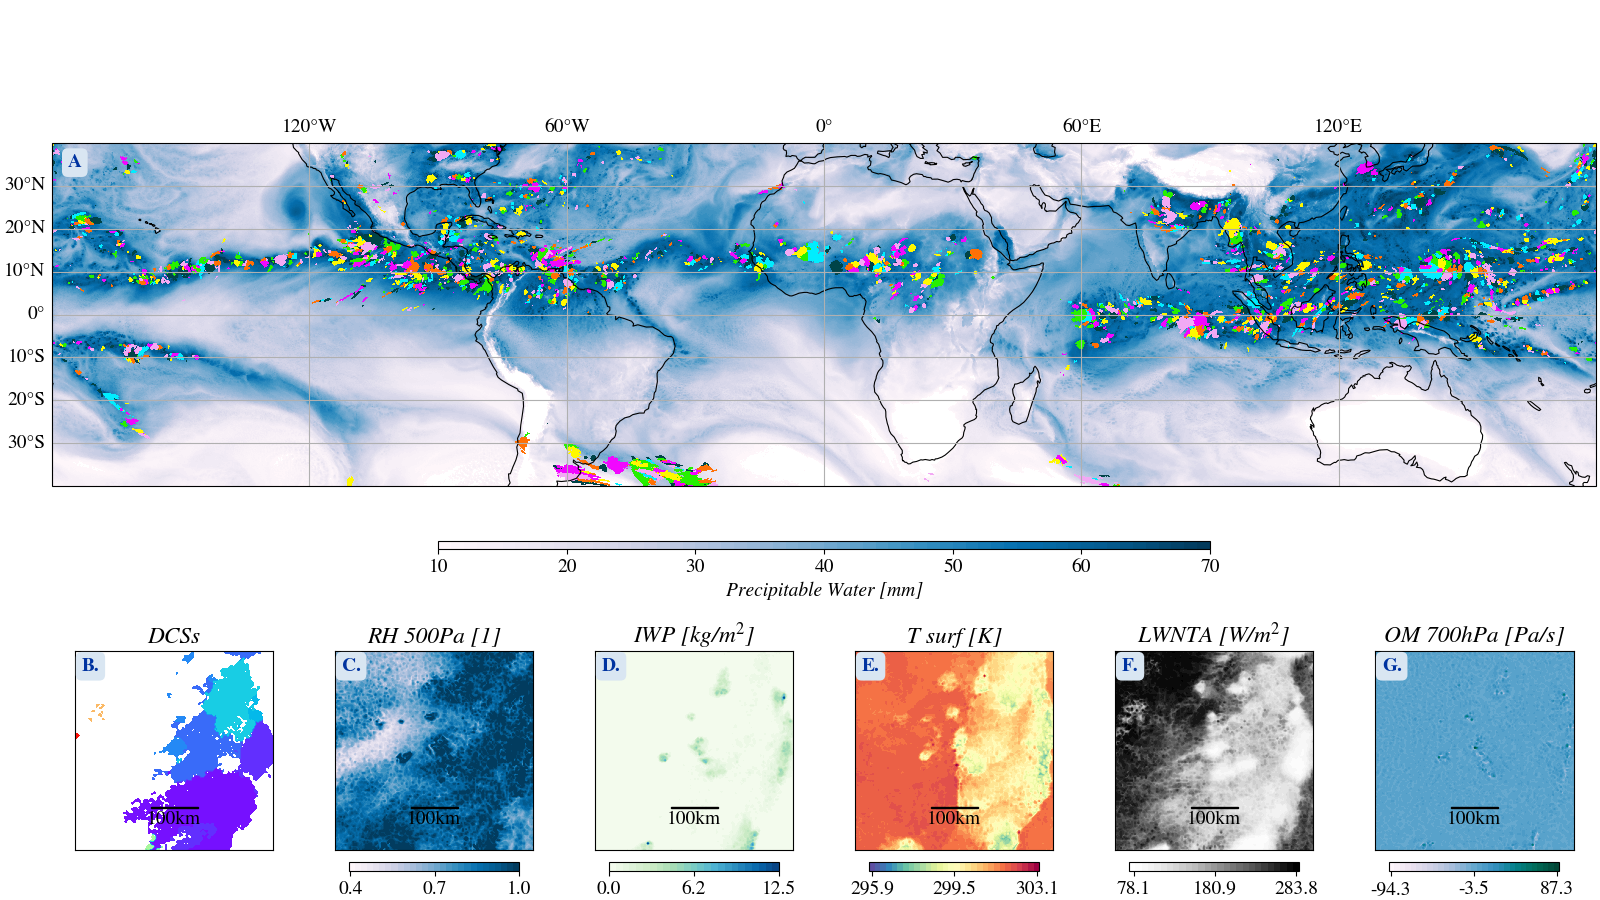 120°W 60°W 0° 60°E 120°E
A
30°N
20°N
10°N
0°
10°S
20°S
30°S
10 20 30 40 50 60 70
Precipitable Water [mm]
DCSs RH 500Pa [1] IWP [kg/m²] T surf [K] LWNTA [W/m²] OM 700hPa [Pa/s]
B. C. D. E. F. G.
100km 100km 100km 100km 100km 100km
0.4 0.7 1.0 0.0 6.2 12.5 295.9 299.5 303.1 78.1 180.9 283.8 -94.3 -3.5 87.3